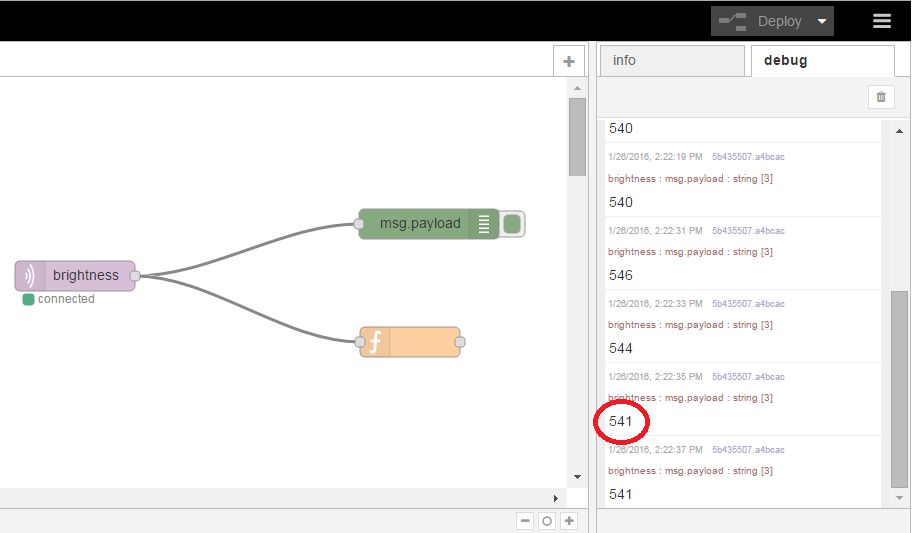 Deploy
info
debug
540
1/26/2016, 2:22:19 PM 5b435507.a4bcac
brightness : msg.payload : string [3]
540
1/26/2016, 2:22:31 PM 5b435507.a4bcac
brightness : msg.payload : string [3]
546
1/26/2016, 2:22:33 PM 5b435507.a4bcac
brightness : msg.payload : string [3]
544
1/26/2016, 2:22:35 PM 5b435507.a4bcac
brightness : msg.payload : string [3]
541
1/26/2016, 2:22:37 PM 5b435507.a4bcac
brightness : msg.payload : string [3]
541
msg.payload
brightness
connected